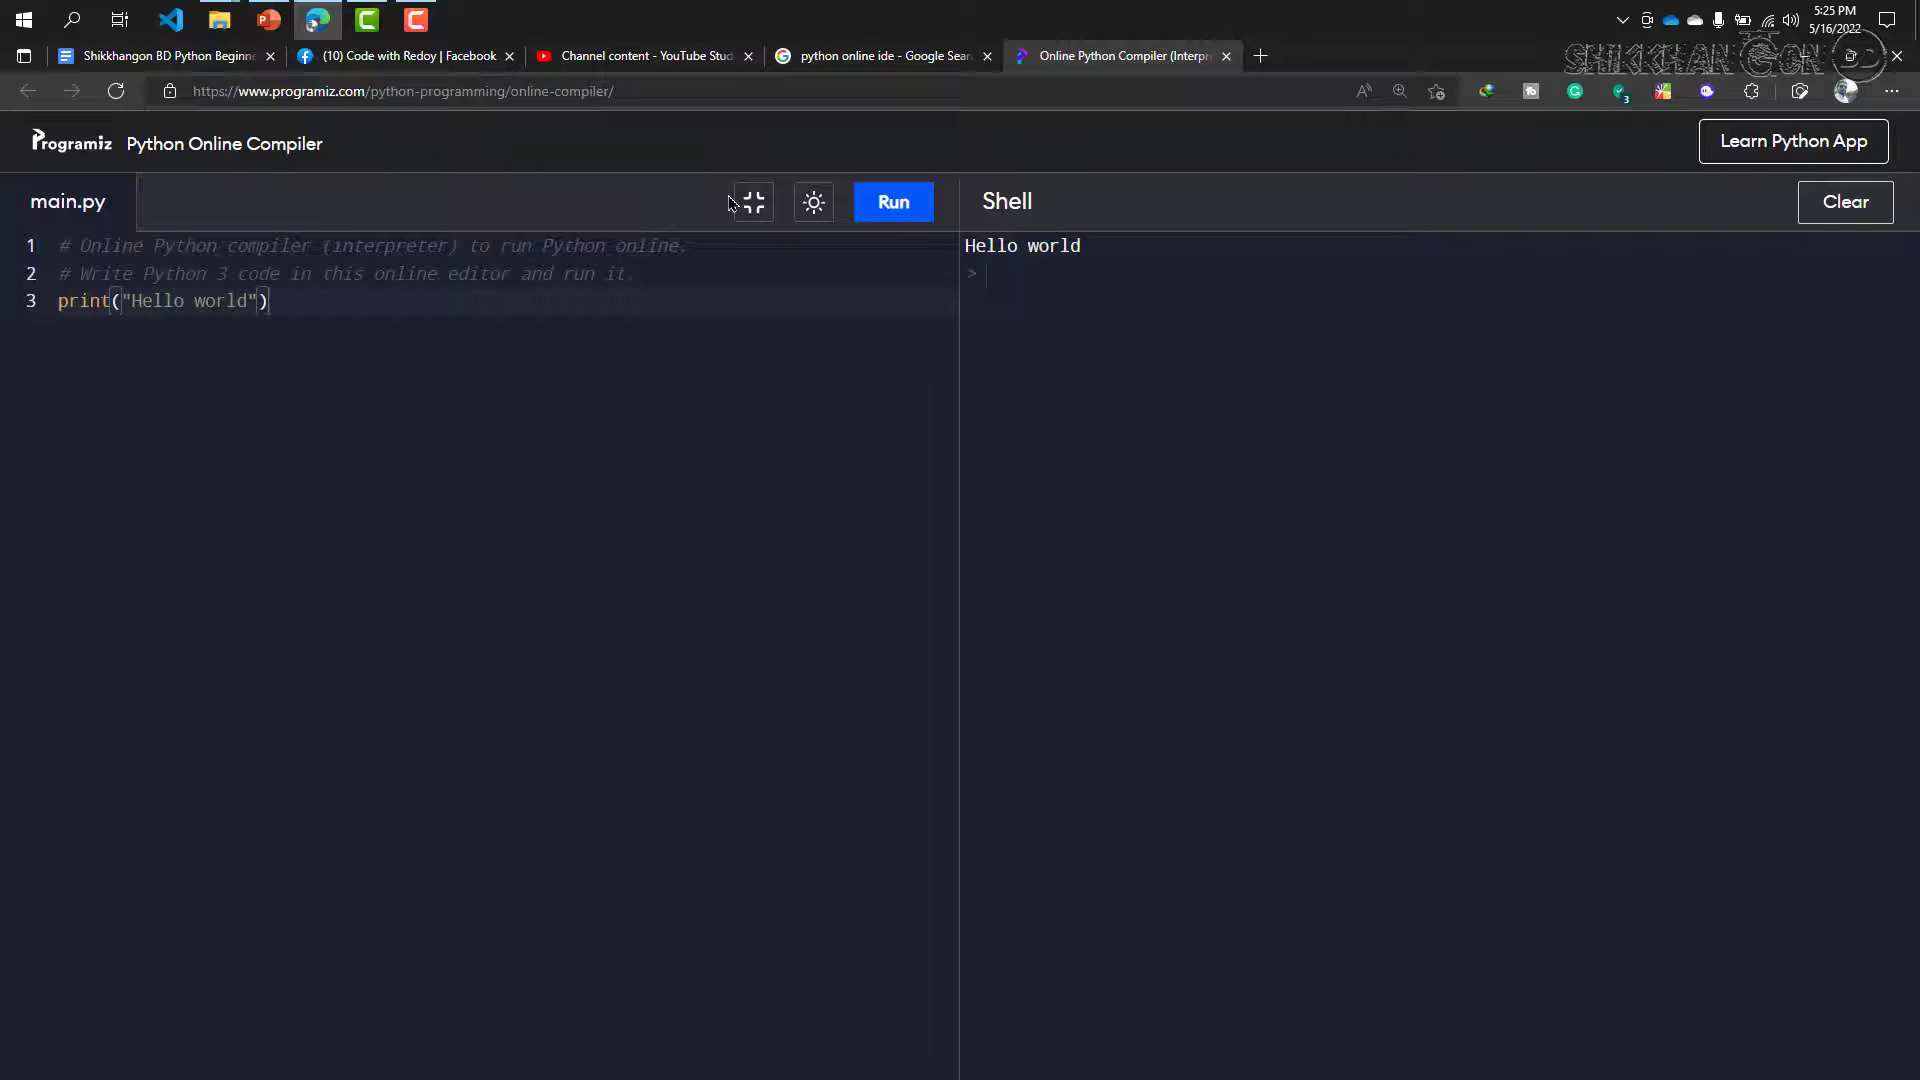 5:25 PM
5/16/2022
Shikkhangon BD Python Beginne
(10) Code with Redoy | Facebook
Channel content - YouTube Stud
python online ide - Google Sear
Online Python Compiler (Interpr
SHIKKHANGON BD
https://www.programiz.com/python-programming/online-compiler/
Programiz Python Online Compiler
Learn Python App
main.py
Run
Shell
Clear
1 # Online Python compiler (interpreter) to run Python online.
2 # Write Python 3 code in this online editor and run it.
3 print("Hello world")
Hello world
>